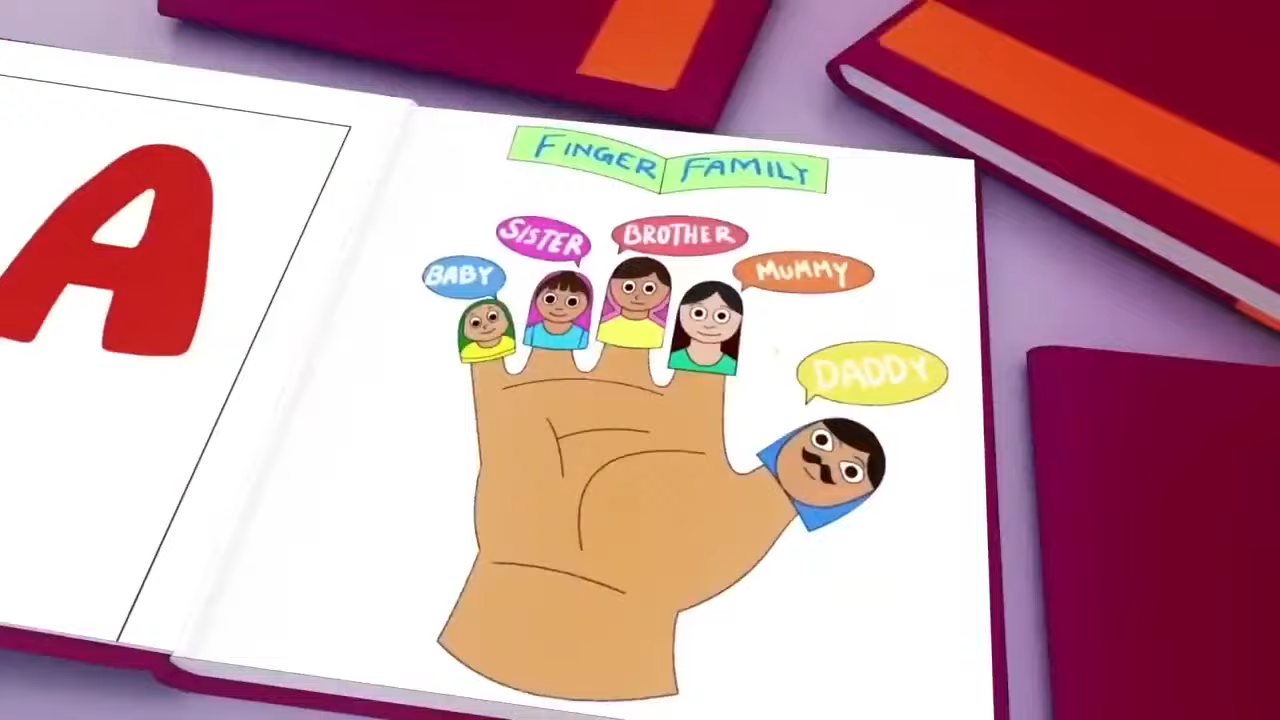 A
FINGER FAMILY
SISTER
BROTHER
BABY
MUMMY
DADDY